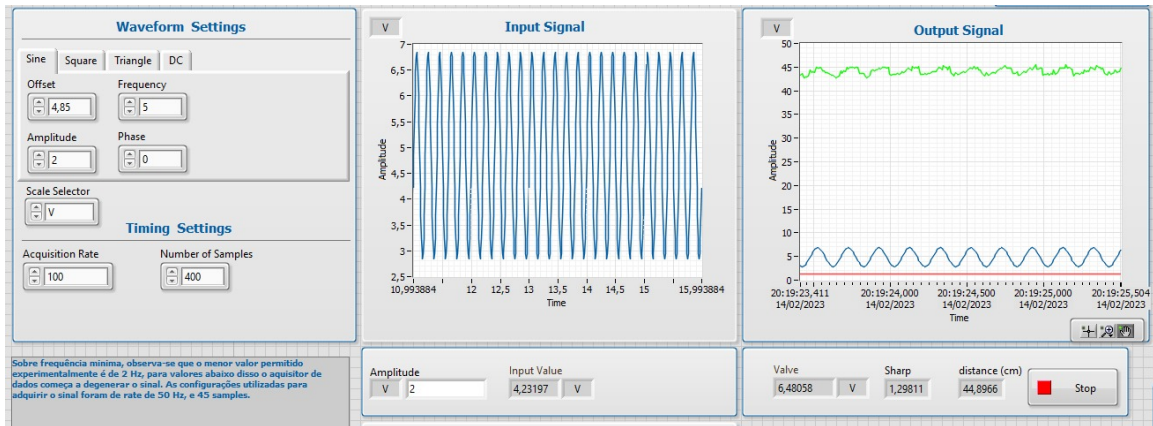 Waveform Settings
Sine Square Triangle DC
Offset Frequency
4,85 5
Amplitude Phase
2 0
Scale Selector
V
Timing Settings
Acquisition Rate Number of Samples
100 400
Sobre frequência mínima, observa-se que o menor valor permitido
experimentalmente é de 2 Hz, para valores abaixo disso o aquisitor de
dados começa a degenerar o sinal. As configurações utilizadas para
adquirir o sinal foram de rate de 50 Hz, e 45 samples.
V Input Signal
Amplitude
7
6,5
6
5,5
5
4,5
4
3,5
3
2,5
10,993884 12 12,5 13 13,5 14 14,5 15 15,993884
Time
Amplitude Input Value
V 2 4,23197 V
V Output Signal
Amplitude
50
45
40
35
30
25
20
15
10
5
0
20:19:23,411 20:19:24,000 20:19:24,500 20:19:25,000 20:19:25,504
14/02/2023 14/02/2023 14/02/2023 14/02/2023 14/02/2023
Time
Valve Sharp distance (cm)
6,48058 V 1,29811 44,8966 Stop